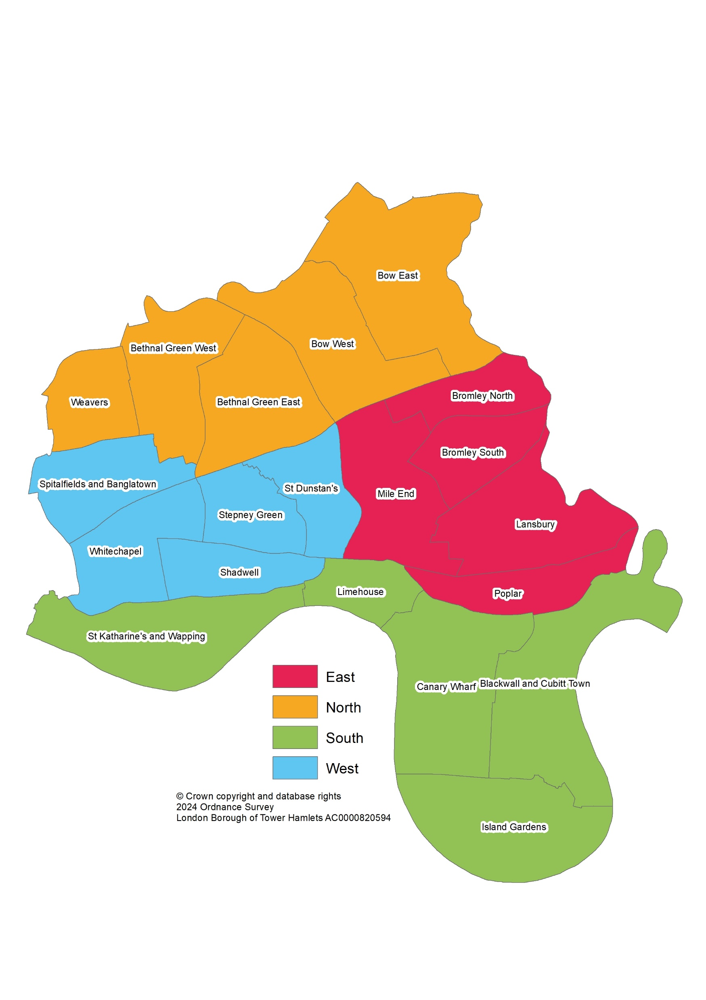 Bow East
Bow West
Bethnal Green West
Weavers
Bethnal Green East
Bromley North
Bromley South
Spitalfields and Banglatown
St Dunstan's
Mile End
Stepney Green
Lansbury
Whitechapel
Shadwell
Limehouse
Poplar
St Katharine's and Wapping
Canary Wharf
Blackwall and Cubitt Town
East
North
South
West
© Crown copyright and database rights
2024 Ordnance Survey
London Borough of Tower Hamlets AC0000820594
Island Gardens